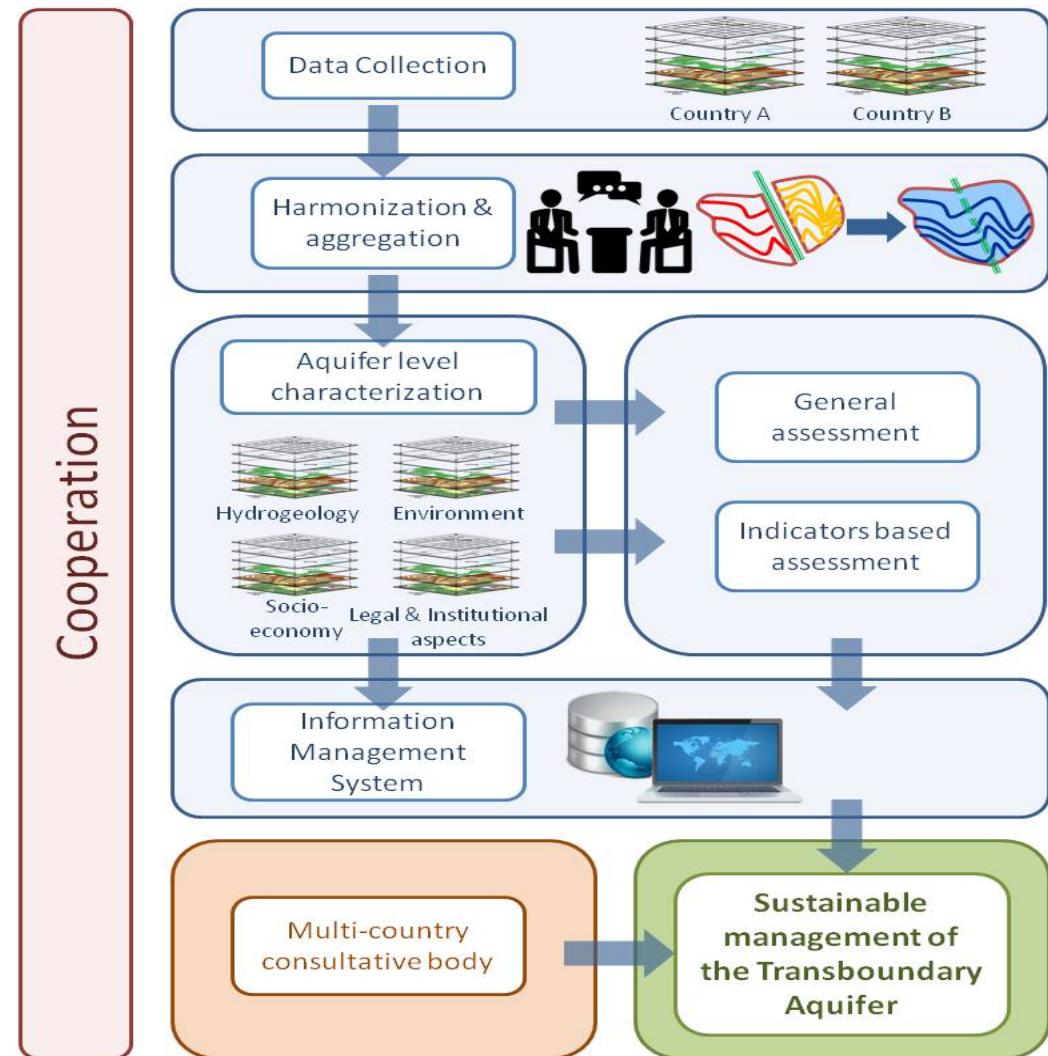 Cooperation
Data Collection
Country A
Country B
Harmonization &
aggregation
Aquifer level
characterization
Hydrogeology
Environment
Socio-
economy
Legal & Institutional
aspects
General
assessment
Indicators based
assessment
Information
Management
System
Multi-country
consultative body
Sustainable
management of
the Transboundary
Aquifer